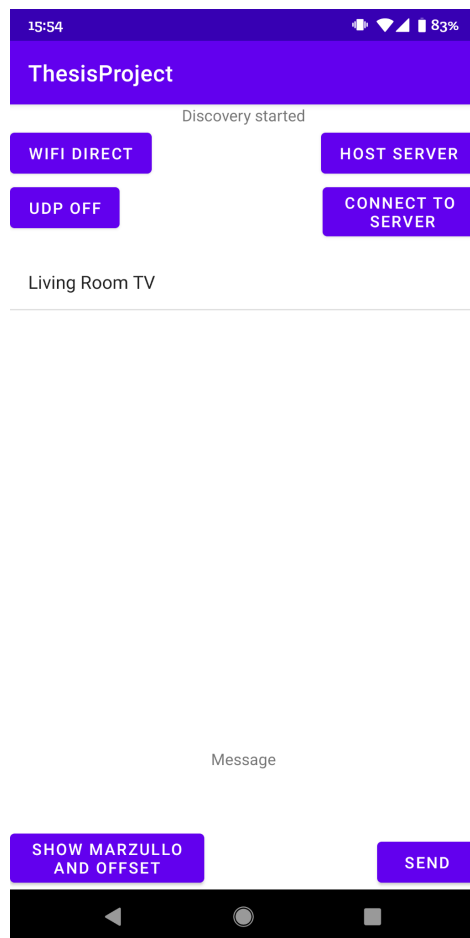 15:54 83%
ThesisProject
Discovery started
WIFI DIRECT
HOST SERVER
UDP OFF
CONNECT TO
SERVER
Living Room TV
Message
SHOW MARZULLO
AND OFFSET
SEND